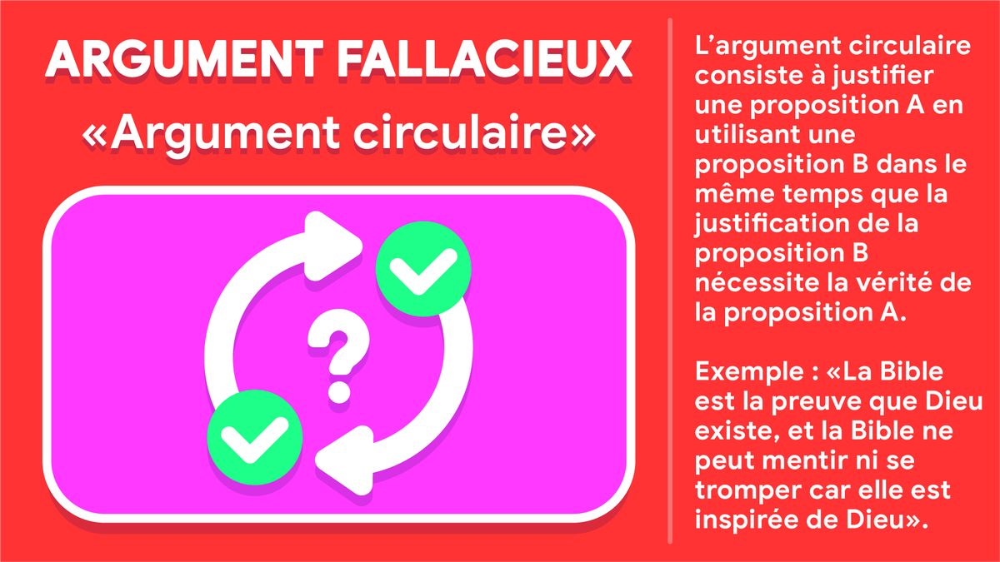 ARGUMENT FALLACIEUX
«Argument circulaire»
L’argument circulaire
consiste à justifier
une proposition A en
utilisant une
proposition B dans le
même temps que la
justification de la
proposition B
nécessite la vérité de
la proposition A.
Exemple : «La Bible
est la preuve que Dieu
existe, et la Bible ne
peut mentir ni se
tromper car elle est
inspirée de Dieu».
?